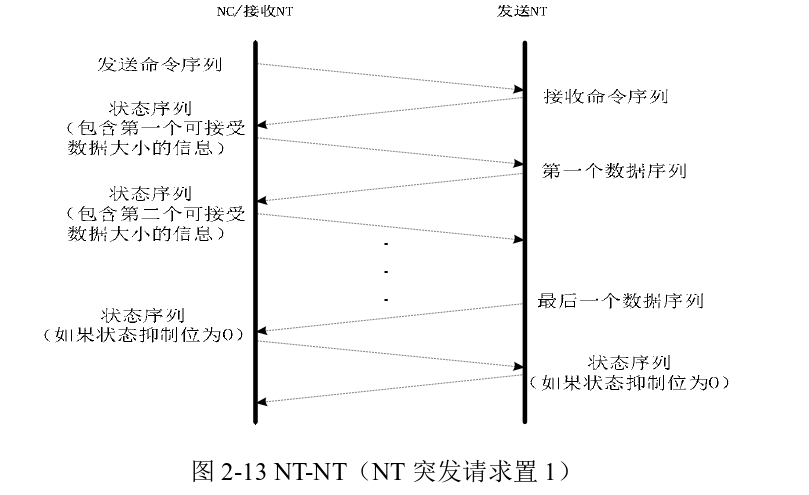 NC/接收NT
发送NT
发送命令序列
接收命令序列
状态序列
（包含第一个可接受
数据大小的信息）
第一个数据序列
状态序列
（包含第二个可接受
数据大小的信息）
最后一个数据序列
状态序列
（如果状态抑制位为0）
状态序列
（如果状态抑制位为0）
图 2-13 NT-NT（NT 突发请求置 1）